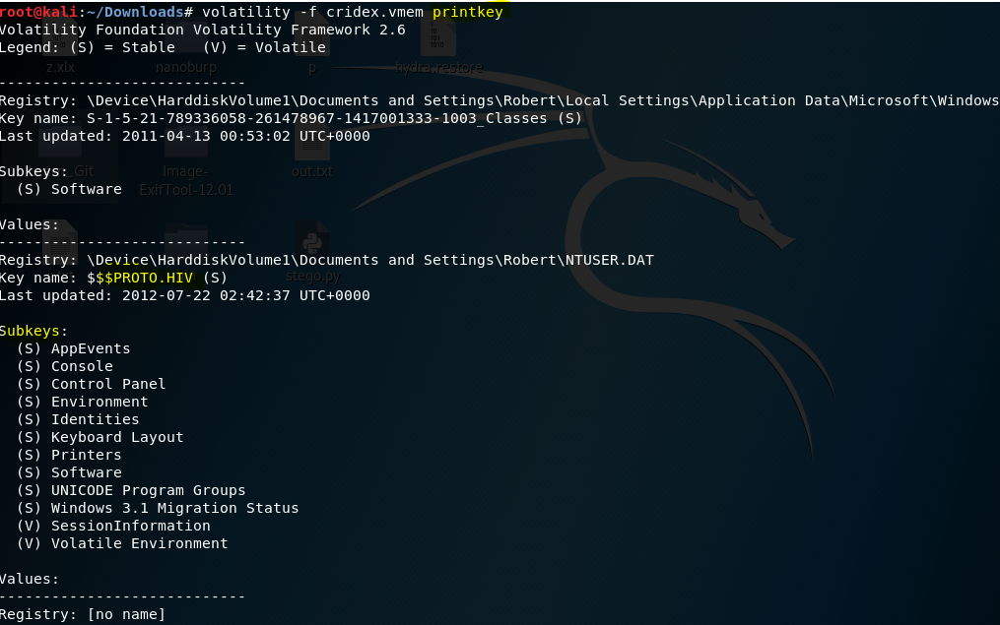 root@kali:~/Downloads# volatility -f cridex.vmem printkey
Volatility Foundation Volatility Framework 2.6
Legend: (S) = Stable   (V) = Volatile
z.xlx nanoburp p hydra.restore
----------------------------
Registry: \Device\HarddiskVolume1\Documents and Settings\Robert\Local Settings\Application Data\Microsoft\Windows
Key name: S-1-5-21-789336058-261478967-1417001333-1003_Classes (S)
Last updated: 2011-04-13 00:53:02 UTC+0000
Subkeys:
_Git Image- out.txt
  (S) Software
ExifTool-12.01
Values:
----------------------------
Registry: \Device\HarddiskVolume1\Documents and Settings\Robert\NTUSER.DAT
stego.py
Key name: $$$PROTO.HIV (S)
Last updated: 2012-07-22 02:42:37 UTC+0000
Subkeys:
  (S) AppEvents
  (S) Console
  (S) Control Panel
  (S) Environment
  (S) Identities
  (S) Keyboard Layout
  (S) Printers
  (S) Software
  (S) UNICODE Program Groups
  (S) Windows 3.1 Migration Status
  (V) SessionInformation
  (V) Volatile Environment
Values:
----------------------------
Registry: [no name]